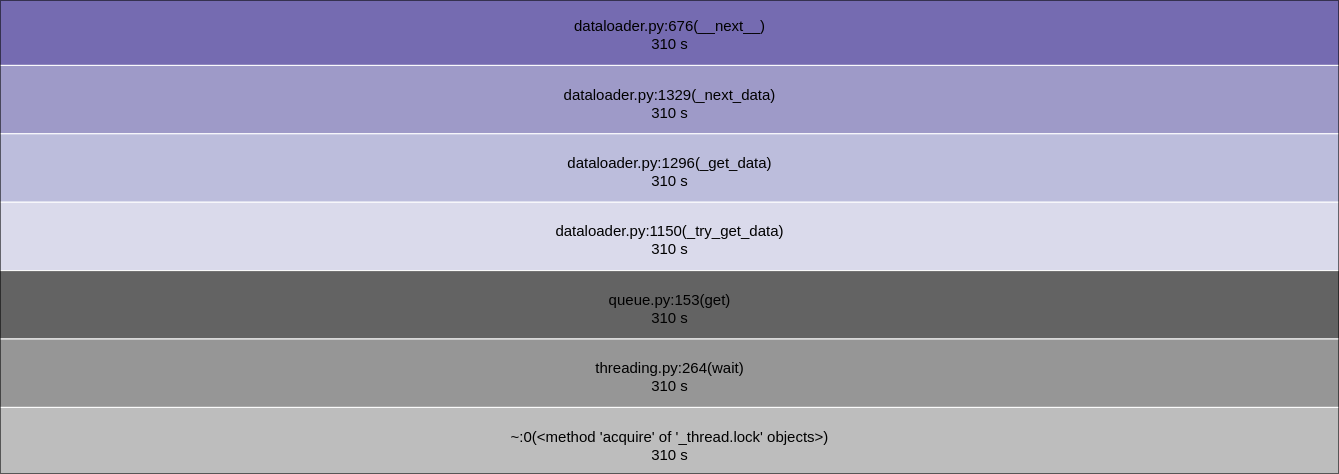 dataloader.py:676(__next__)
310 s
dataloader.py:1329(_next_data)
310 s
dataloader.py:1296(_get_data)
310 s
dataloader.py:1150(_try_get_data)
310 s
queue.py:153(get)
310 s
threading.py:264(wait)
310 s
~:0(<method 'acquire' of '_thread.lock' objects>)
310 s